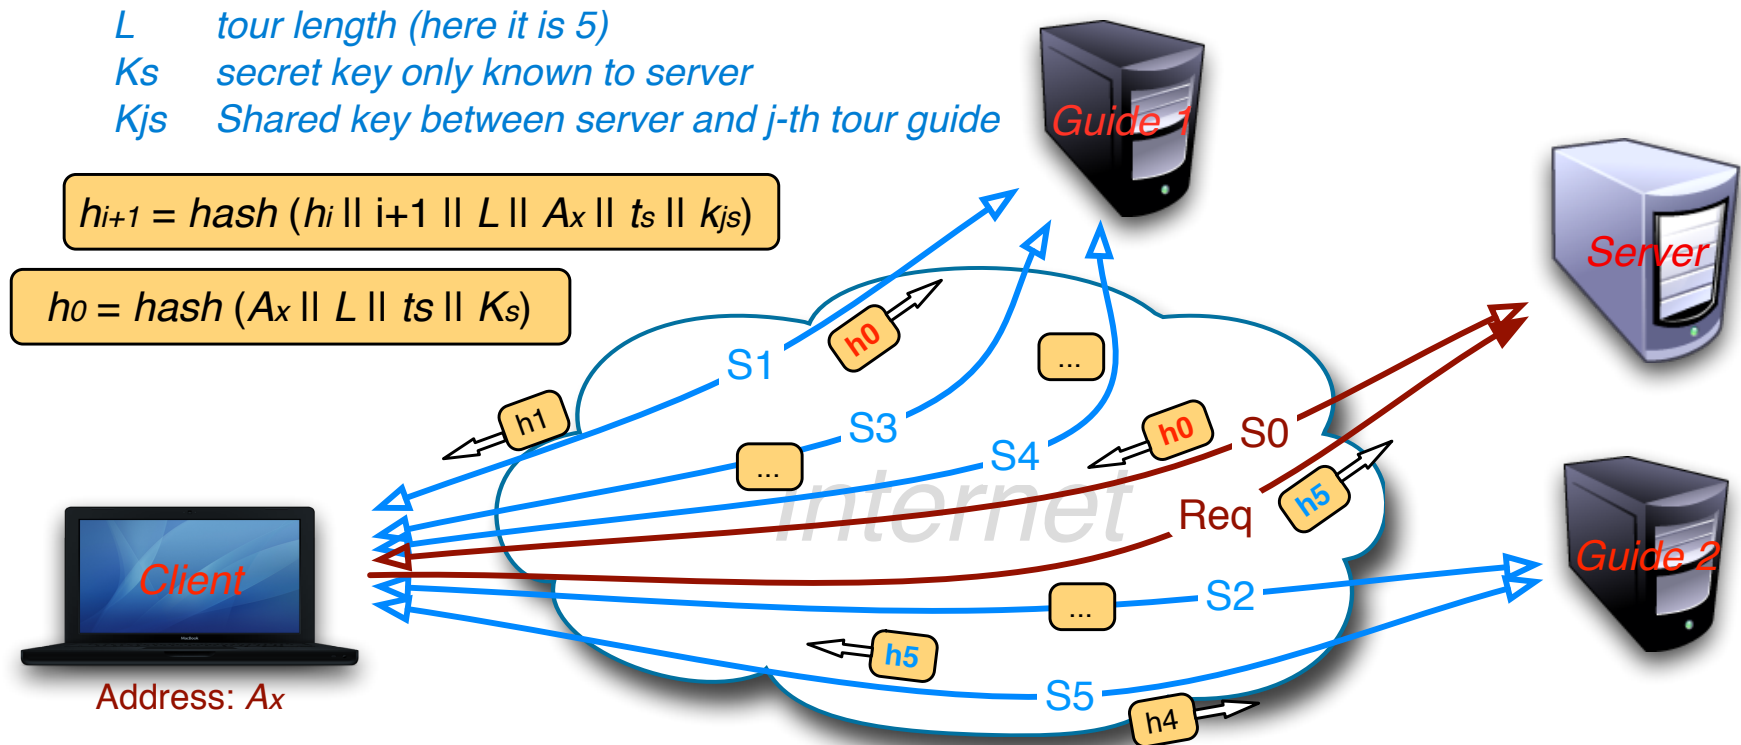 L tour length (here it is 5)
Ks secret key only known to server
Kjs Shared key between server and j-th tour guide
Guide 1
hi+1 = hash (hi || i+1 || L || Ax || ts || kjs)
Server
h0 = hash (Ax || L || ts || Ks)
h0
...
S1
h1
S3
h0
S0
...
S4
internet
h5
Req
Client
Guide 2
...
S2
MacBook
h5
Address: Ax
S5
h4